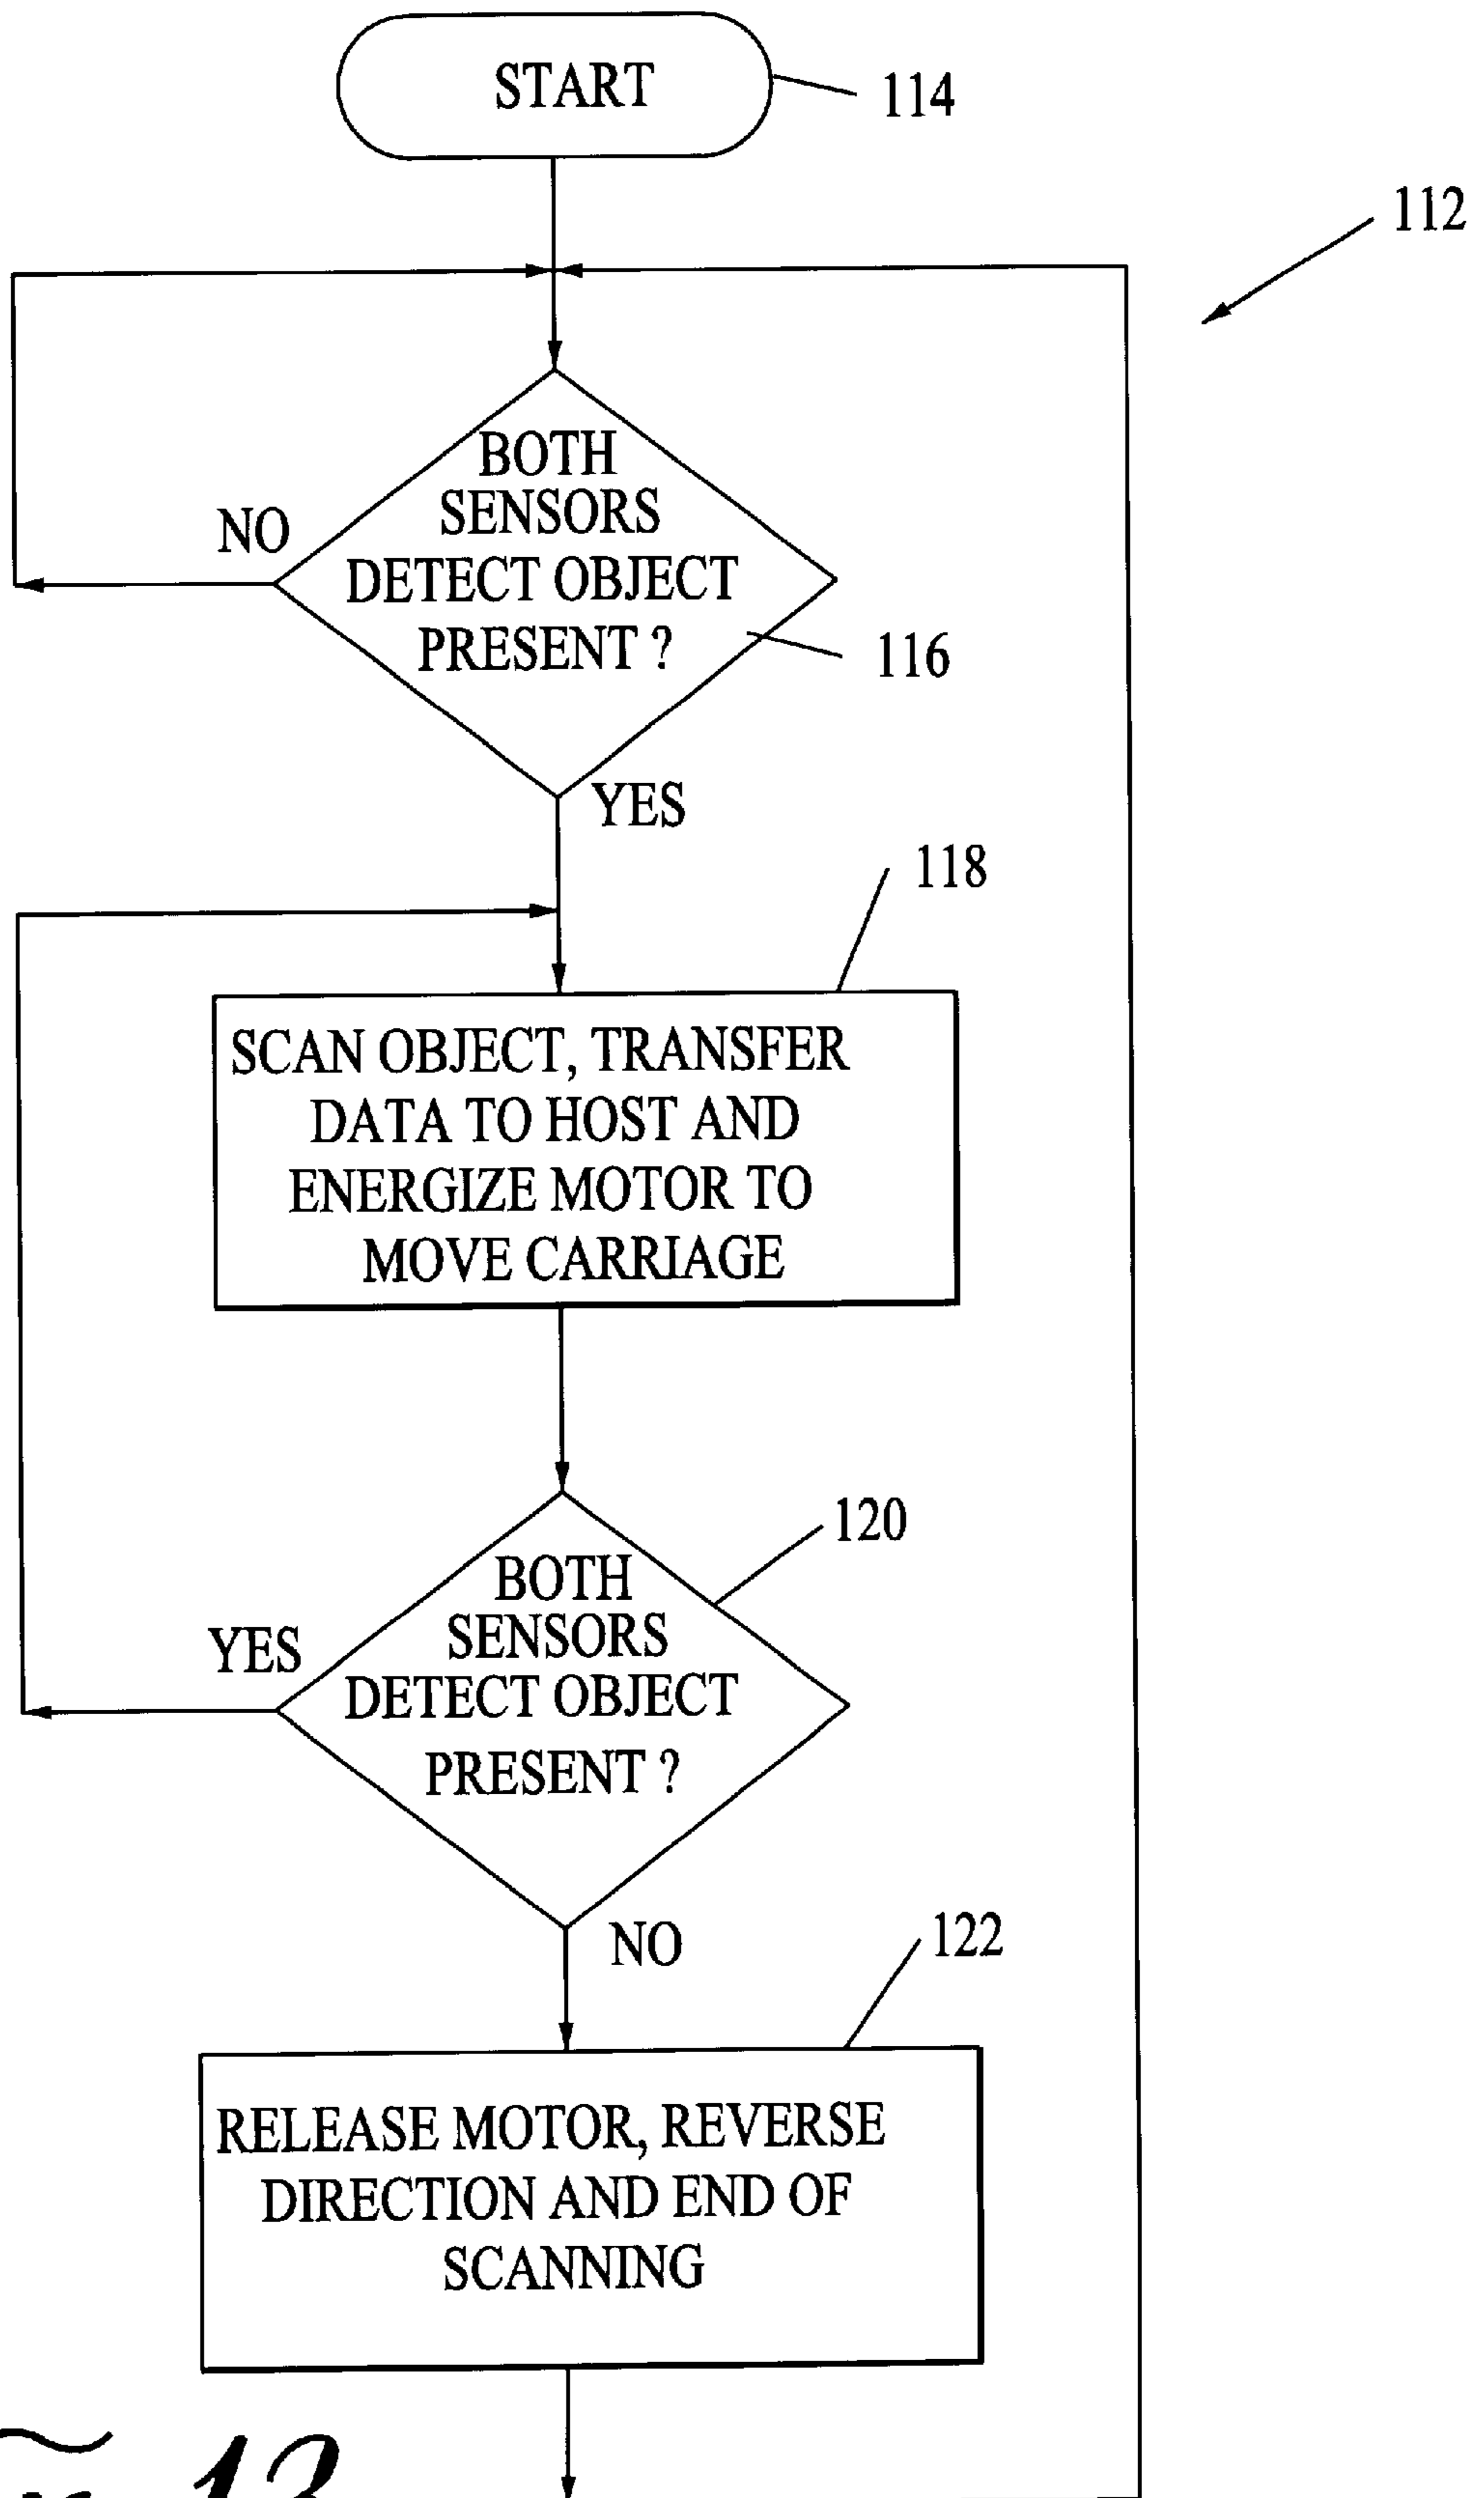 START
114
112
BOTH
SENSORS
DETECT OBJECT
PRESENT ?
NO
116
YES
118
SCAN OBJECT, TRANSFER
DATA TO HOST AND
ENERGIZE MOTOR TO
MOVE CARRIAGE
120
BOTH
SENSORS
DETECT OBJECT
PRESENT ?
YES
NO
122
RELEASE MOTOR, REVERSE
DIRECTION AND END OF
SCANNING